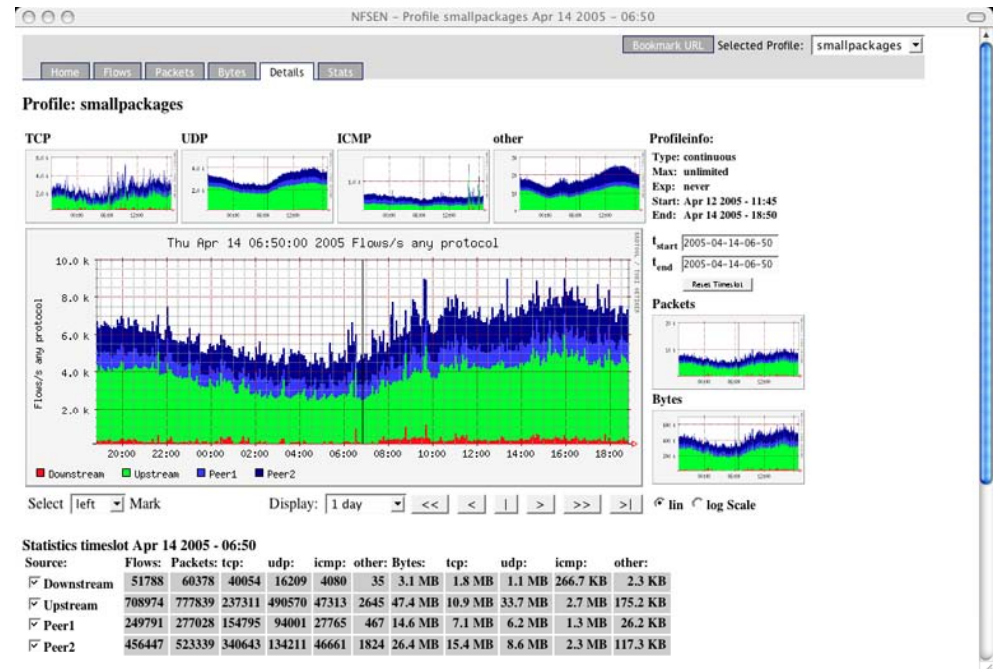 NFSEN - Profile smallpackages Apr 14 2005 - 06:50
Bookmark URL Selected Profile: smallpackages
Home Flows Packets Bytes Details Stats
Profile: smallpackages
TCP UDP ICMP other Profileinfo:
Type: continuous
Max: unlimited
Exp: never
Start: Apr 12 2005 - 11:45
End: Apr 14 2005 - 18:50
Thu Apr 14 06:50:00 2005 Flows/s any protocol
tstart 2005-04-14-06-50
tend 2005-04-14-06-50
Reset Timeslot
Packets
Bytes
Flows/s any protocol
10.0 k
8.0 k
6.0 k
4.0 k
2.0 k
20:00 22:00 00:00 02:00 04:00 06:00 08:00 10:00 12:00 14:00 16:00 18:00
Downstream Upstream Peer1 Peer2
Select left Mark Display: 1 day << < | > >> >| lin log Scale
Statistics timeslot Apr 14 2005 - 06:50
Source: Flows: Packets: tcp: udp: icmp: other: Bytes: tcp: udp: icmp: other:
Downstream 51788 60378 40054 16209 4080 35 3.1 MB 1.8 MB 1.1 MB 266.7 KB 2.3 KB
Upstream 708974 777839 237311 490570 47313 2645 47.4 MB 10.9 MB 33.7 MB 2.7 MB 175.2 KB
Peer1 249791 277028 154795 94001 27765 467 14.6 MB 7.1 MB 6.2 MB 1.3 MB 26.2 KB
Peer2 456447 523339 340643 134211 46661 1824 26.4 MB 15.4 MB 8.6 MB 2.3 MB 117.3 KB